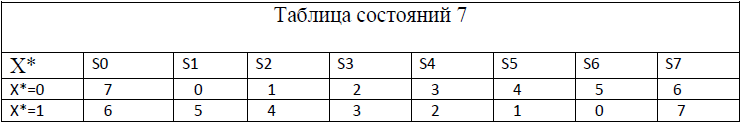 Таблица состояний 7
X* S0 S1 S2 S3 S4 S5 S6 S7
X*=0 7 0 1 2 3 4 5 6
X*=1 6 5 4 3 2 1 0 7